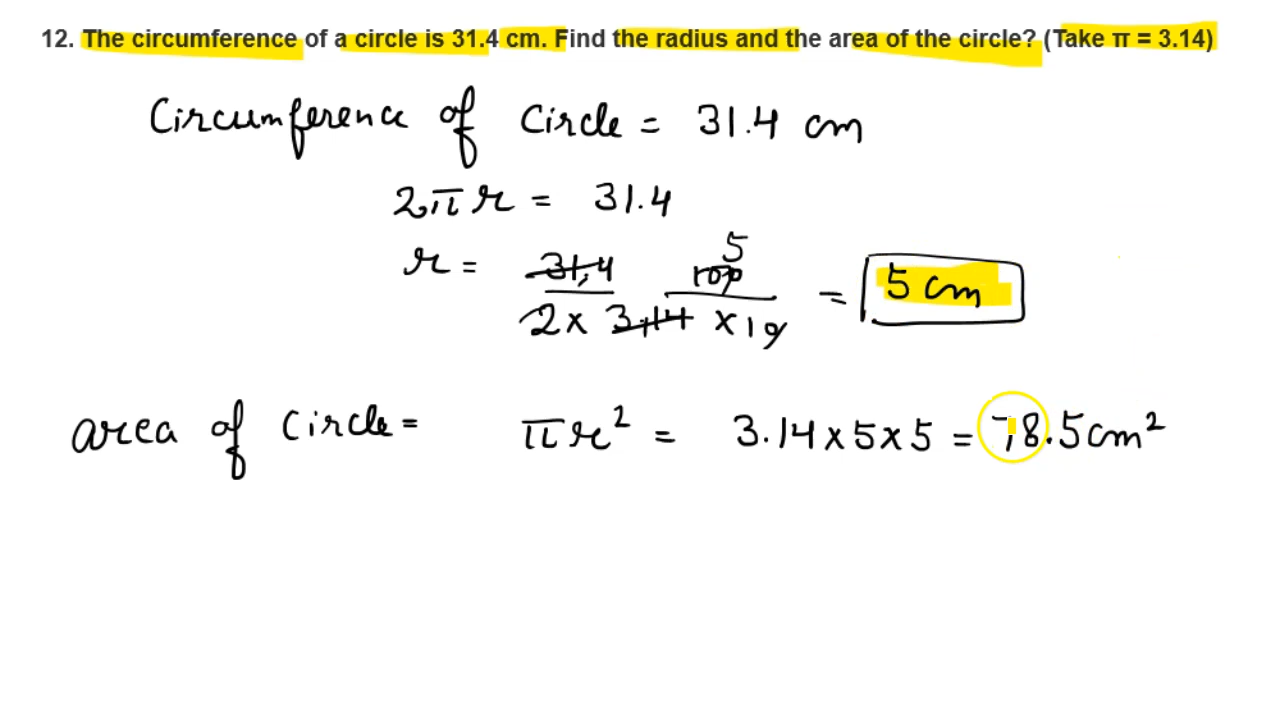 12. The circumference of a circle is 31.4 cm. Find the radius and the area of the circle? (Take π = 3.14)
Circumference of Circle = 31.4 cm
2πr = 31.4
5
r = 31.4 100 = 5 cm
2 × 3.14 × 10
area of Circle = πr² = 3.14 × 5 × 5 = 78.5 cm²